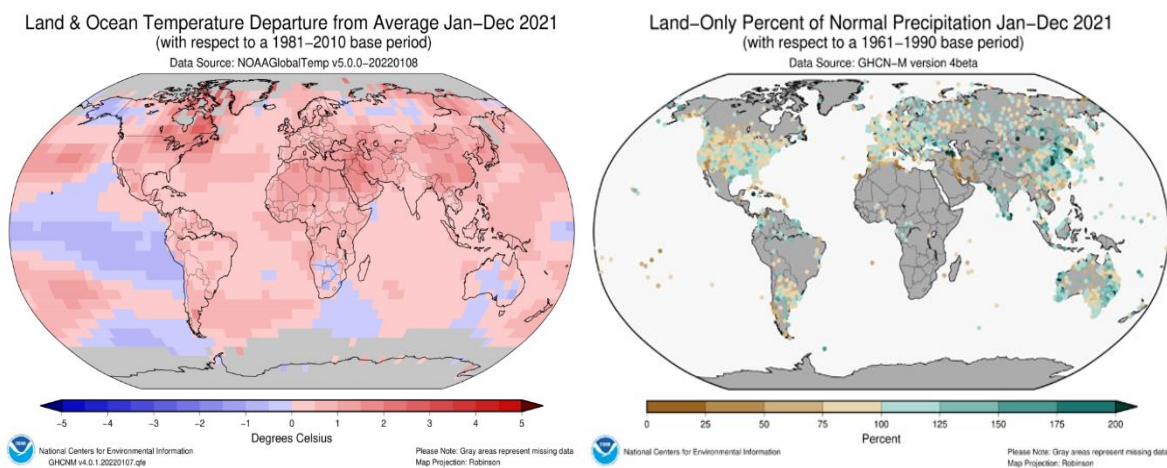 Land & Ocean Temperature Departure from Average Jan–Dec 2021
(with respect to a 1981–2010 base period)
Data Source: NOAAGlobalTemp v5.0.0–20220108
-5 -4 -3 -2 -1 0 1 2 3 4 5
Degrees Celsius
National Centers for Environmental Information
GHCNM v4.0.1.20220107.qfe
Please Note: Gray areas represent missing data
Map Projection: Robinson
Land–Only Percent of Normal Precipitation Jan–Dec 2021
(with respect to a 1961–1990 base period)
Data Source: GHCN–M version 4beta
0 25 50 75 100 125 150 175 200
Percent
National Centers for Environmental Information
Please Note: Gray areas represent missing data
Map Projection: Robinson